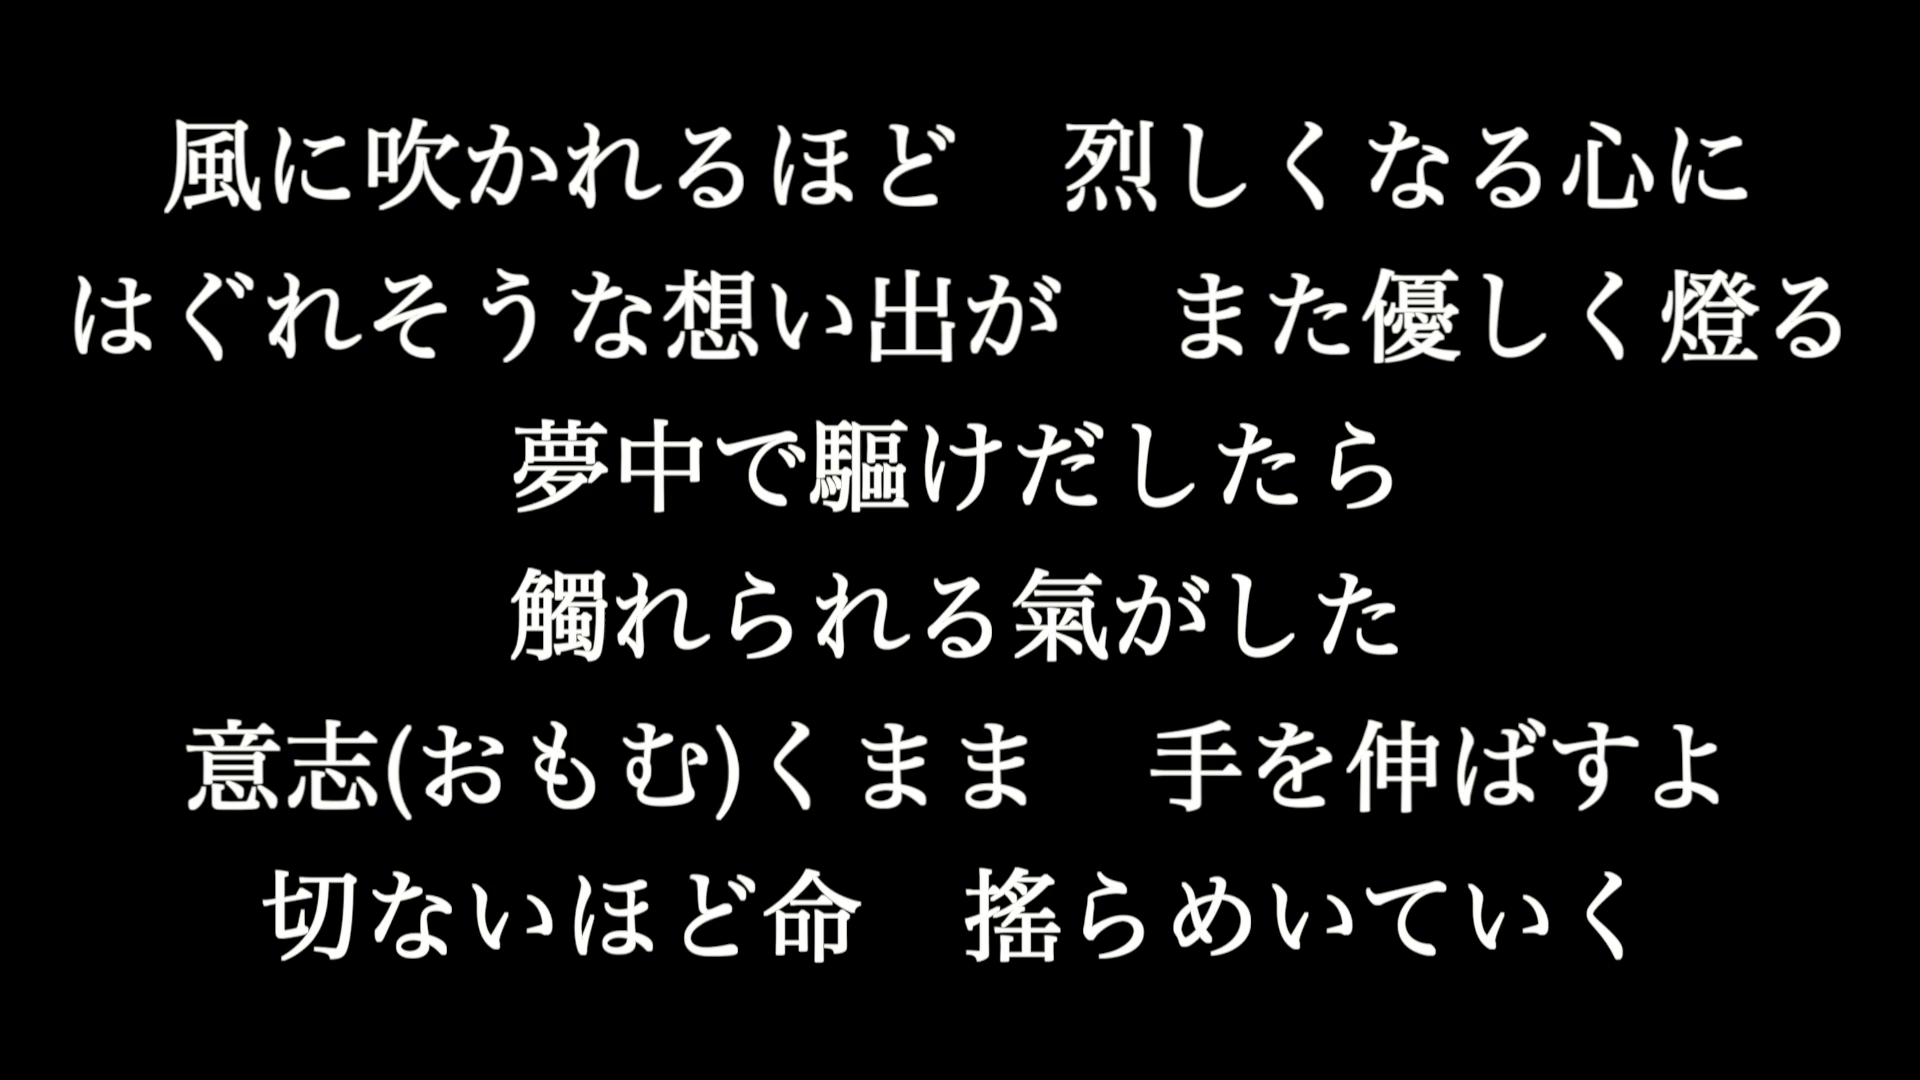 風に吹かれるほど　烈しくなる心に
はぐれそうな想い出が　また優しく燈る
夢中で驅けだしたら
觸れられる氣がした
意志(おもむ)くまま　手を伸ばすよ
切ないほど命　搖らめいていく